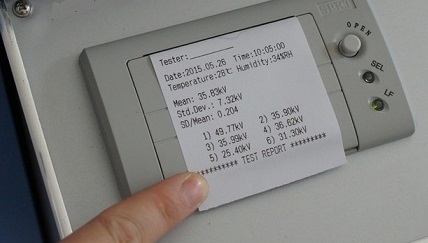 Tester:
Date:2015.05.26 Time:10:05:00
Temperature:28℃ Humidity:34%RH
Mean: 35.83kV
Std.Dev.: 7.32kV
SD/Mean: 0.204
1) 49.77kV 2) 35.90kV
3) 35.99kV 4) 36.62kV
5) 25.40kV 6) 31.30kV
********* TEST REPORT *********
OPEN
SEL
LF